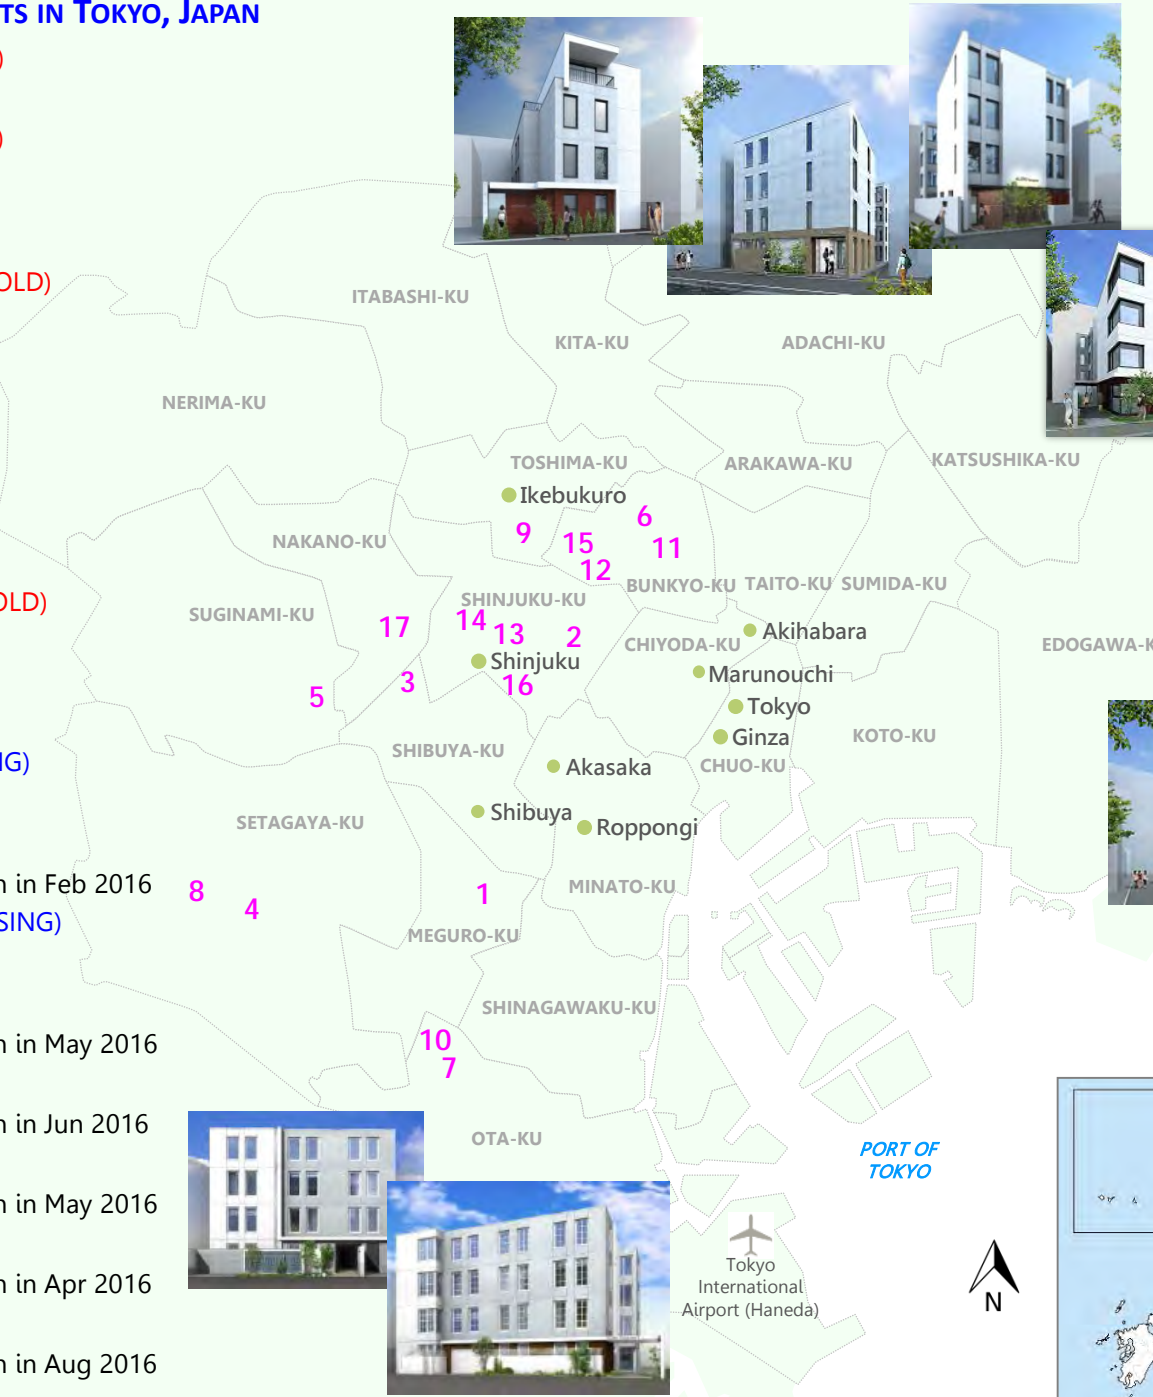 TS IN TOKYO, JAPAN
)
)
OLD)
OLD)
NG)
n in Feb 2016
SING)
n in May 2016
n in Jun 2016
n in May 2016
n in Apr 2016
n in Aug 2016
ITABASHI-KU
KITA-KU
ADACHI-KU
NERIMA-KU
TOSHIMA-KU
ARAKAWA-KU
KATSUSHIKA-KU
Ikebukuro
6
9
15
11
NAKANO-KU
12
BUNKYO-KU
TAITO-KU
SUMIDA-KU
SHINJUKU-KU
SUGINAMI-KU
17
14
13
2
CHIYODA-KU
Akihabara
EDOGAWA-K
Shinjuku
Marunouchi
5
3
16
Tokyo
Ginza
KOTO-KU
SHIBUYA-KU
Akasaka
CHUO-KU
SETAGAYA-KU
Shibuya
Roppongi
8
4
1
MINATO-KU
MEGURO-KU
SHINAGAWAKU-KU
10
7
OTA-KU
PORT OF
TOKYO
Tokyo
International
Airport (Haneda)
N